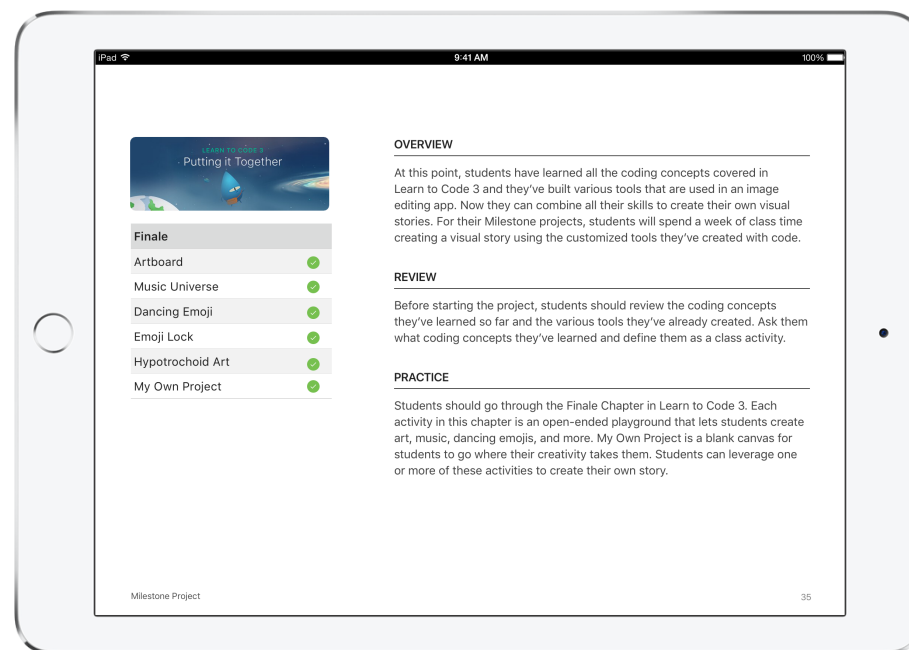 iPad
9:41 AM
100%
LEARN TO CODE 3
Putting it Together
Finale
Artboard
Music Universe
Dancing Emoji
Emoji Lock
Hypotrochoid Art
My Own Project
OVERVIEW
At this point, students have learned all the coding concepts covered in
Learn to Code 3 and they’ve built various tools that are used in an image
editing app. Now they can combine all their skills to create their own visual
stories. For their Milestone projects, students will spend a week of class time
creating a visual story using the customized tools they’ve created with code.
REVIEW
Before starting the project, students should review the coding concepts
they’ve learned so far and the various tools they’ve already created. Ask them
what coding concepts they’ve learned and define them as a class activity.
PRACTICE
Students should go through the Finale Chapter in Learn to Code 3. Each
activity in this chapter is an open-ended playground that lets students create
art, music, dancing emojis, and more. My Own Project is a blank canvas for
students to go where their creativity takes them. Students can leverage one
or more of these activities to create their own story.
Milestone Project
35